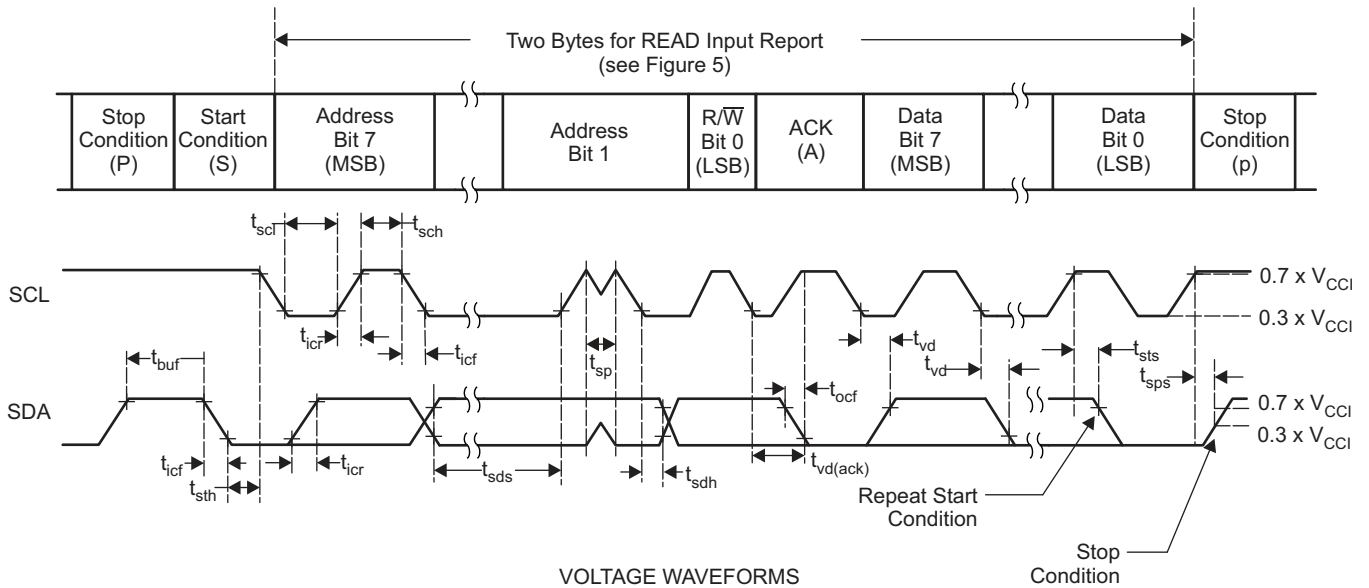 Two Bytes for READ Input Report
(see Figure 5)
Stop
Condition
(P)
Start
Condition
(S)
Address
Bit 7
(MSB)
Address
Bit 1
R/W̅
Bit 0
(LSB)
ACK
(A)
Data
Bit 7
(MSB)
Data
Bit 0
(LSB)
Stop
Condition
(p)
tscl
tsch
SCL
0.7 x VCCI
0.3 x VCCI
ticr
ticf
tsp
tvd
tvd
tsts
tsps
tbuf
tocf
SDA
0.7 x VCCI
0.3 x VCCI
ticf
tsth
ticr
tsds
tsdh
tvd(ack)
Repeat Start
Condition
Stop
Condition
VOLTAGE WAVEFORMS